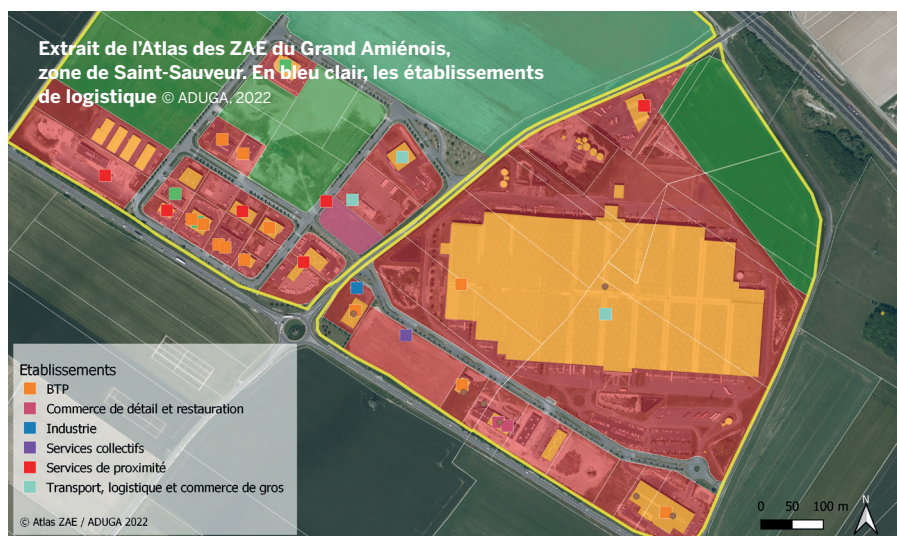 Extrait de l'Atlas des ZAE du Grand Amiénois,
zone de Saint-Sauveur. En bleu clair, les établissements
de logistique © ADUGA, 2022
Etablissements
BTP
Commerce de détail et restauration
Industrie
Services collectifs
Services de proximité
Transport, logistique et commerce de gros
© Atlas ZAE / ADUGA 2022
0 50 100 m
N